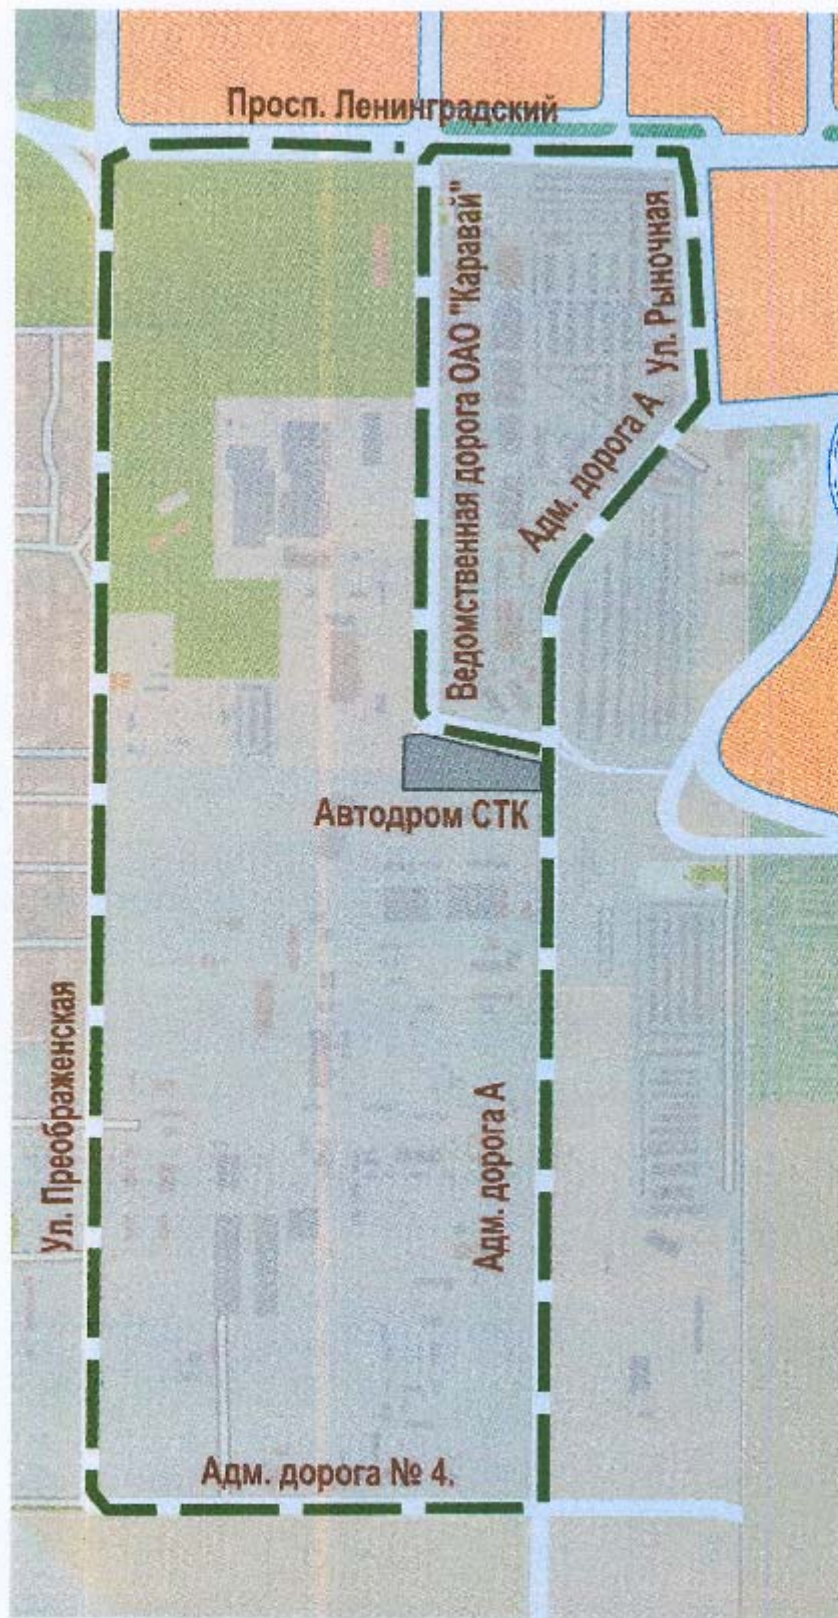 Просп. Ленинградский
Ведомственная дорога ОАО "Каравай"
Ул. Рыночная
Адм. дорога А
Автодром СТК
Ул. Преображенская
Адм. дорога А
Адм. дорога № 4.